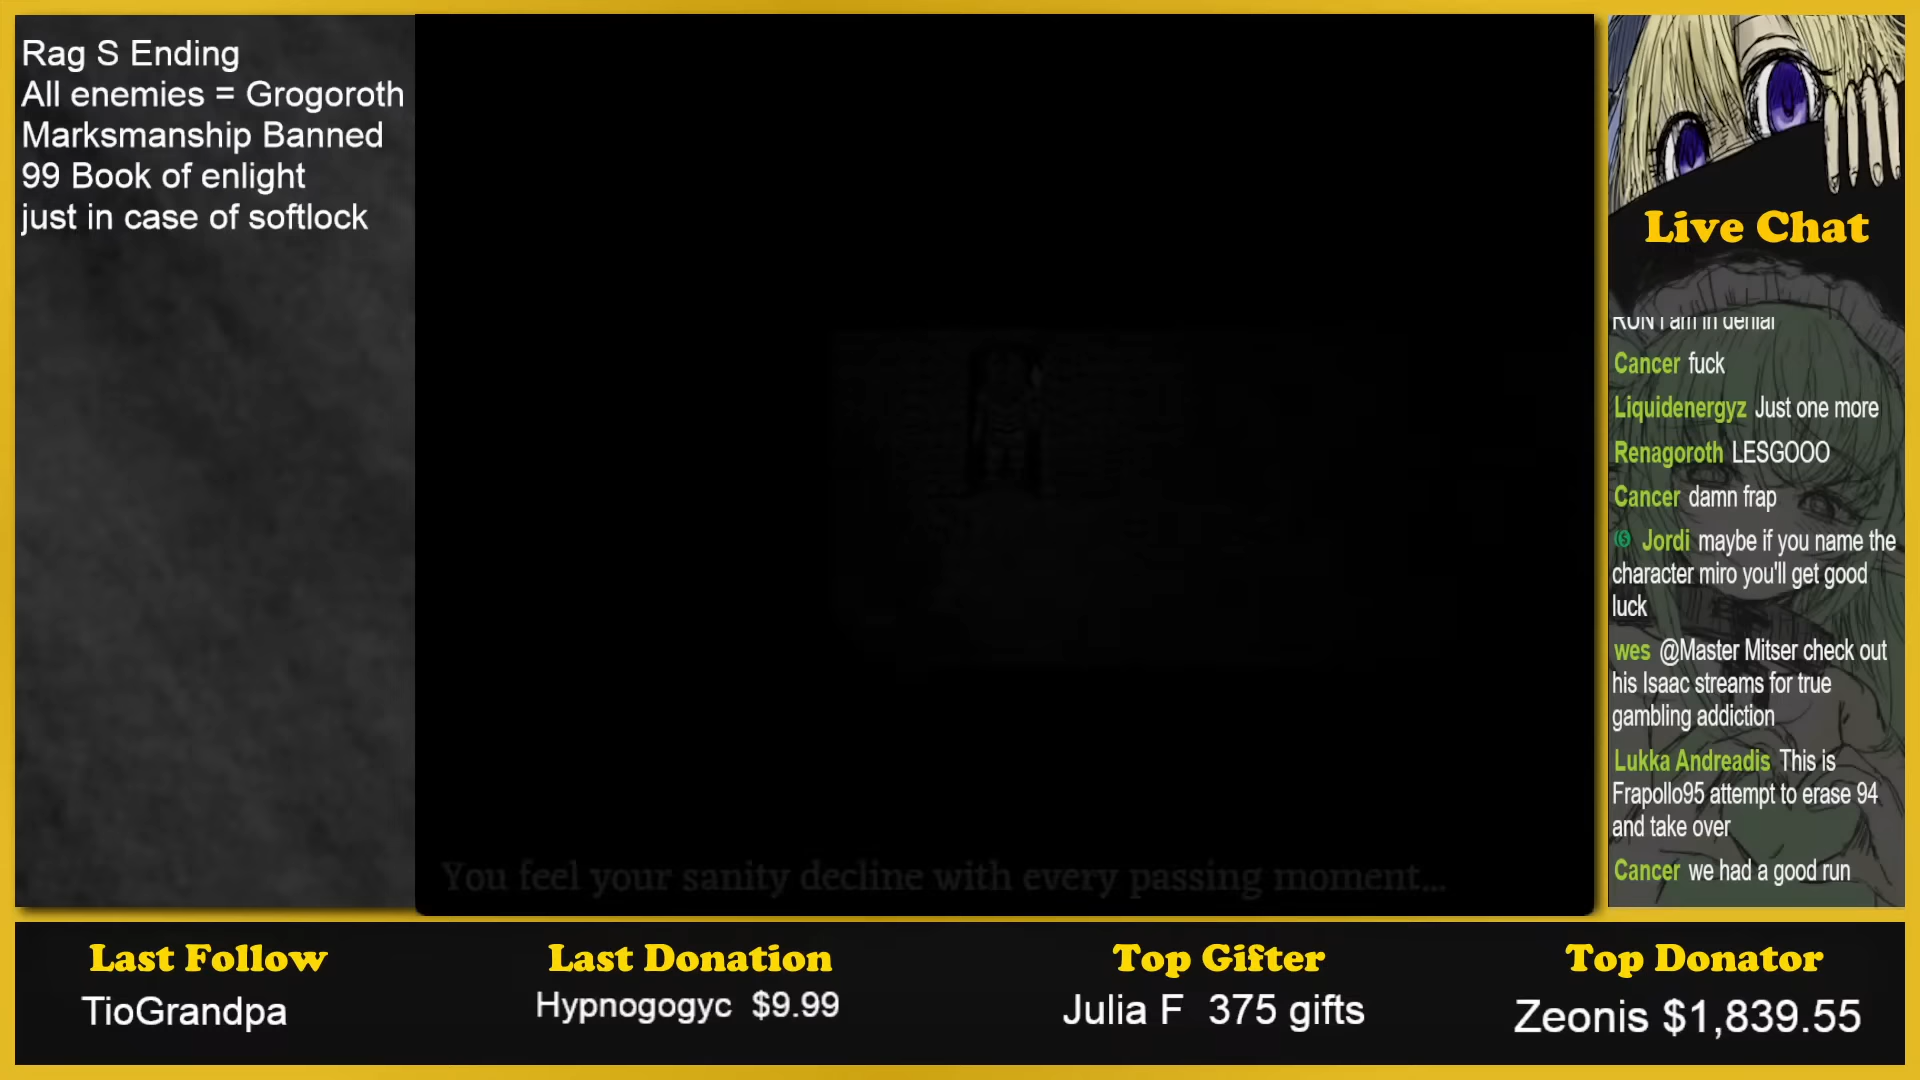 Rag S Ending
All enemies = Grogoroth
Marksmanship Banned
99 Book of enlight
just in case of softlock
You feel your sanity decline with every passing moment...
Live Chat
RUN I am in denial
Cancer fuck
Liquidenergyz Just one more
Renagoroth LESGOOO
Cancer damn frap
Jordi maybe if you name the
character miro you'll get good
luck
wes @Master Mitser check out
his Isaac streams for true
gambling addiction
Lukka Andreadis This is
Frapollo95 attempt to erase 94
and take over
Cancer we had a good run
Last Follow
TioGrandpa
Last Donation
Hypnogogyc $9.99
Top Gifter
Julia F 375 gifts
Top Donator
Zeonis $1,839.55